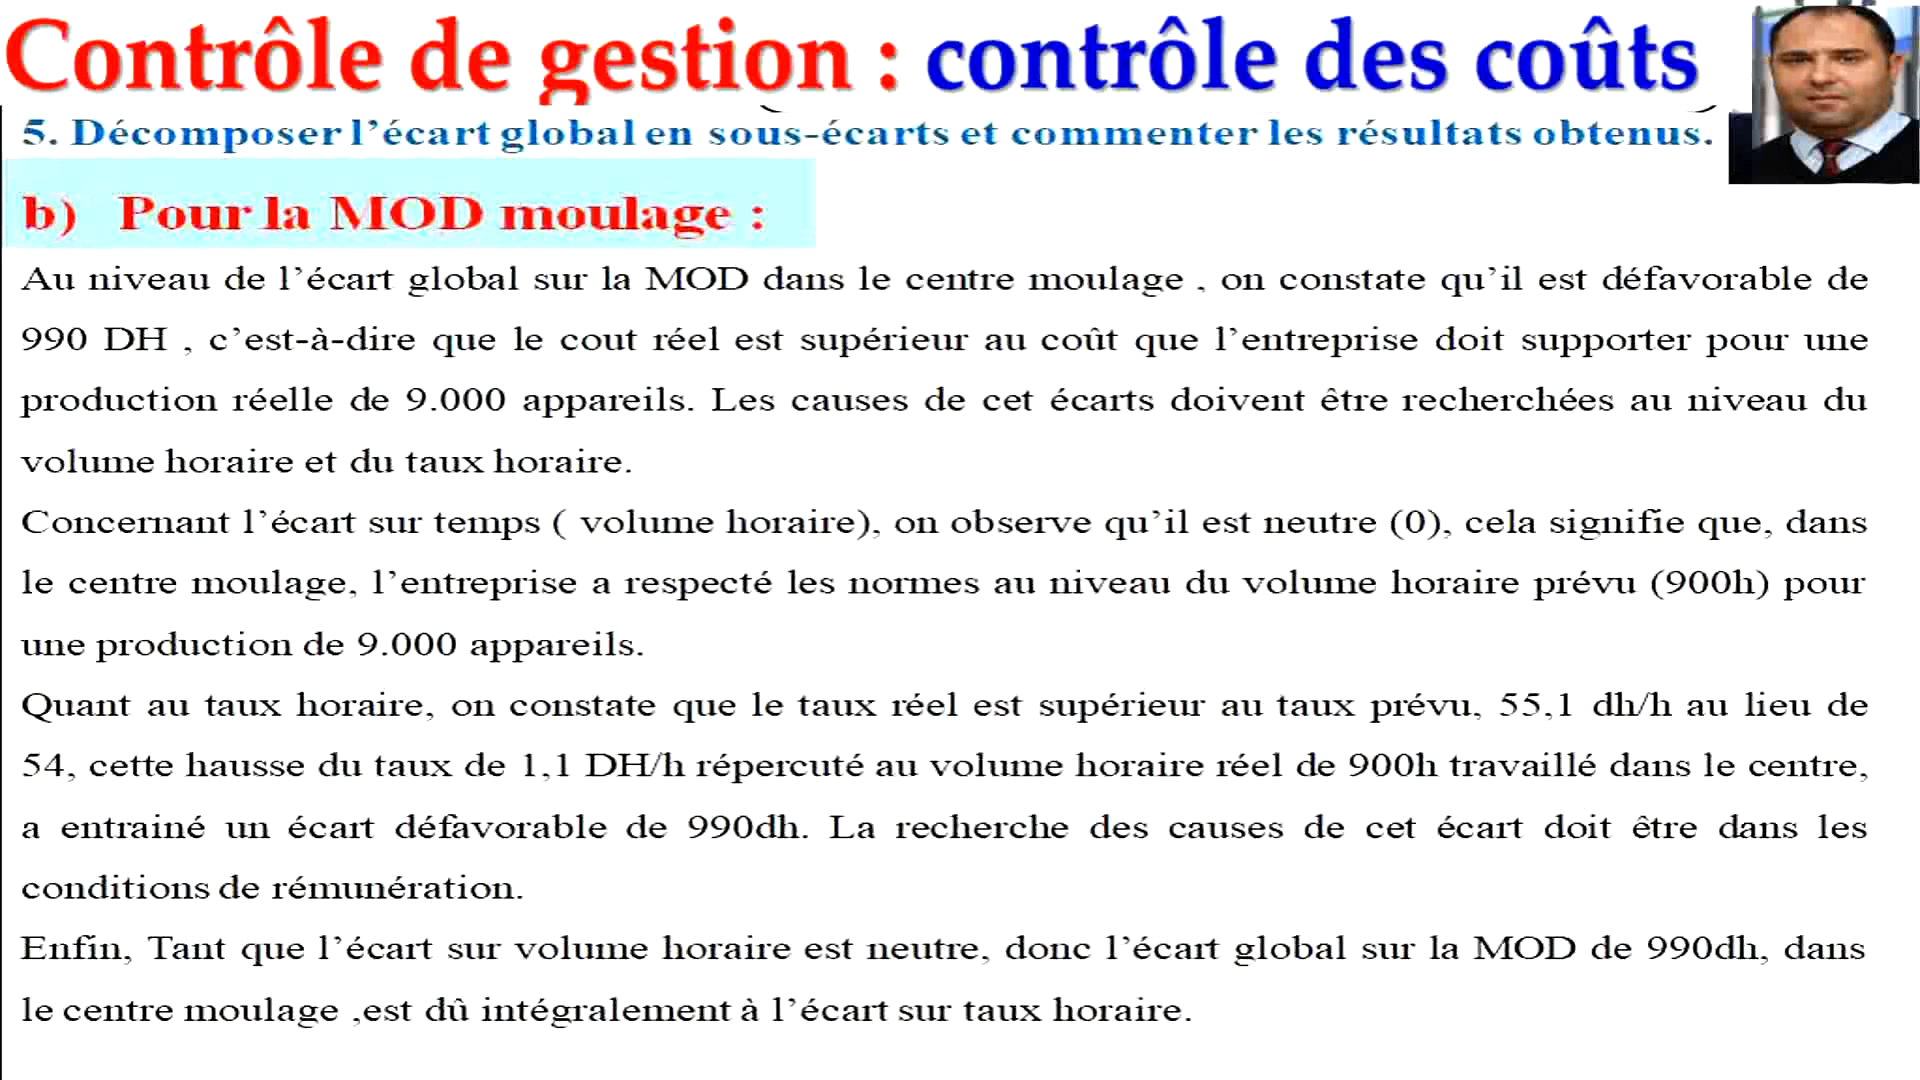 Contrôle de gestion : contrôle des coûts
5. Décomposer l’écart global en sous-écarts et commenter les résultats obtenus.
b) Pour la MOD moulage :
Au niveau de l’écart global sur la MOD dans le centre moulage , on constate qu’il est défavorable de
990 DH , c’est-à-dire que le cout réel est supérieur au coût que l’entreprise doit supporter pour une
production réelle de 9.000 appareils. Les causes de cet écarts doivent être recherchées au niveau du
volume horaire et du taux horaire.
Concernant l’écart sur temps ( volume horaire), on observe qu’il est neutre (0), cela signifie que, dans
le centre moulage, l’entreprise a respecté les normes au niveau du volume horaire prévu (900h) pour
une production de 9.000 appareils.
Quant au taux horaire, on constate que le taux réel est supérieur au taux prévu, 55,1 dh/h au lieu de
54, cette hausse du taux de 1,1 DH/h répercuté au volume horaire réel de 900h travaillé dans le centre,
a entrainé un écart défavorable de 990dh. La recherche des causes de cet écart doit être dans les
conditions de rémunération.
Enfin, Tant que l’écart sur volume horaire est neutre, donc l’écart global sur la MOD de 990dh, dans
le centre moulage ,est dû intégralement à l’écart sur taux horaire.